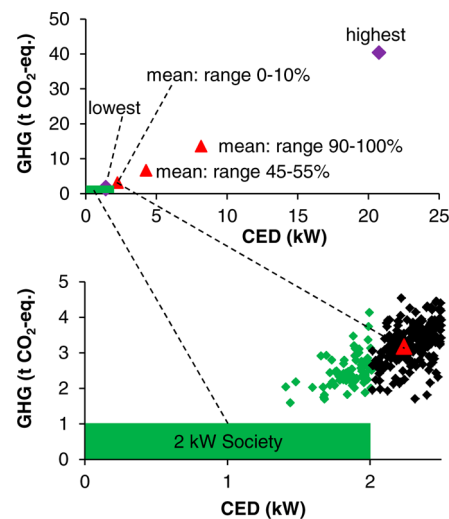 GHG (t CO₂-eq.)
50
40
30
20
10
0
highest
mean: range 0-10%
lowest
mean: range 90-100%
mean: range 45-55%
0 5 10 15 20 25
CED (kW)
GHG (t CO₂-eq.)
5
4
3
2
1
0
2 kW Society
0 1 2
CED (kW)